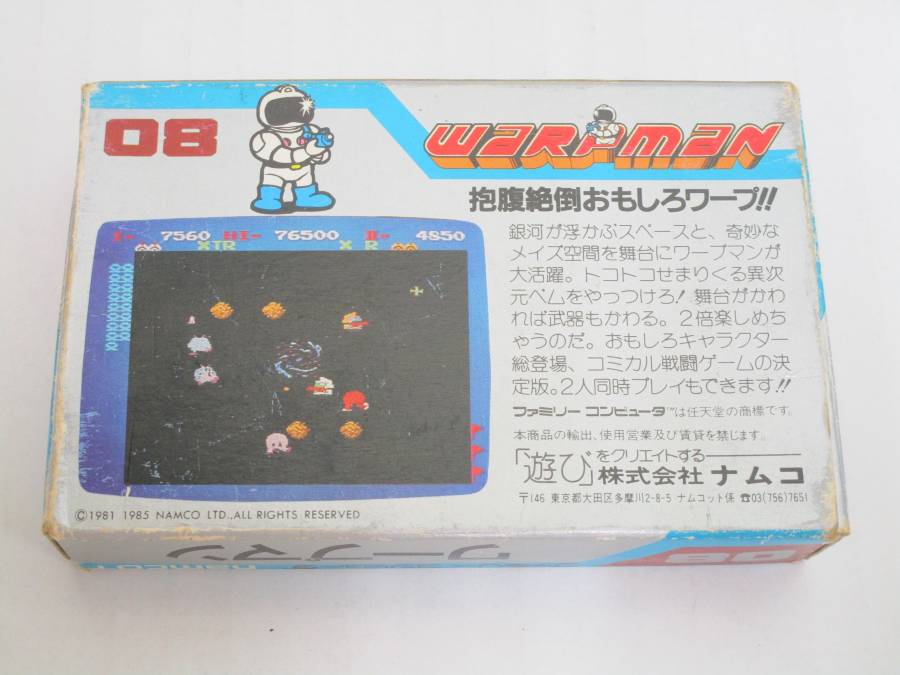 08
WARPMAN
抱腹絶倒おもしろワープ!!
I- 7560 HI- 76500 II- 4850
XTR X R
銀河が浮かぶスペースと、奇妙な
メイズ空間を舞台にワープマンが
大活躍。トコトコせまりくる異次
元ベムをやっつけろ!舞台がかわ
れば武器もかわる。2倍楽しめち
ゃうのだ。おもしろキャラクター
総登場、コミカル戦闘ゲームの決
定版。2人同時プレイもできます!!
ファミリー コンピュータ™は任天堂の商標です。
本商品の輸出、使用営業及び賃貸を禁じます。
「遊び」をクリエイトする
株式会社 ナムコ
〒146 東京都大田区多摩川2-8-5 ナムコット係 ☎03(756)7651
©1981 1985 NAMCO LTD.,ALL RIGHTS RESERVED
ワープマン
namco
08